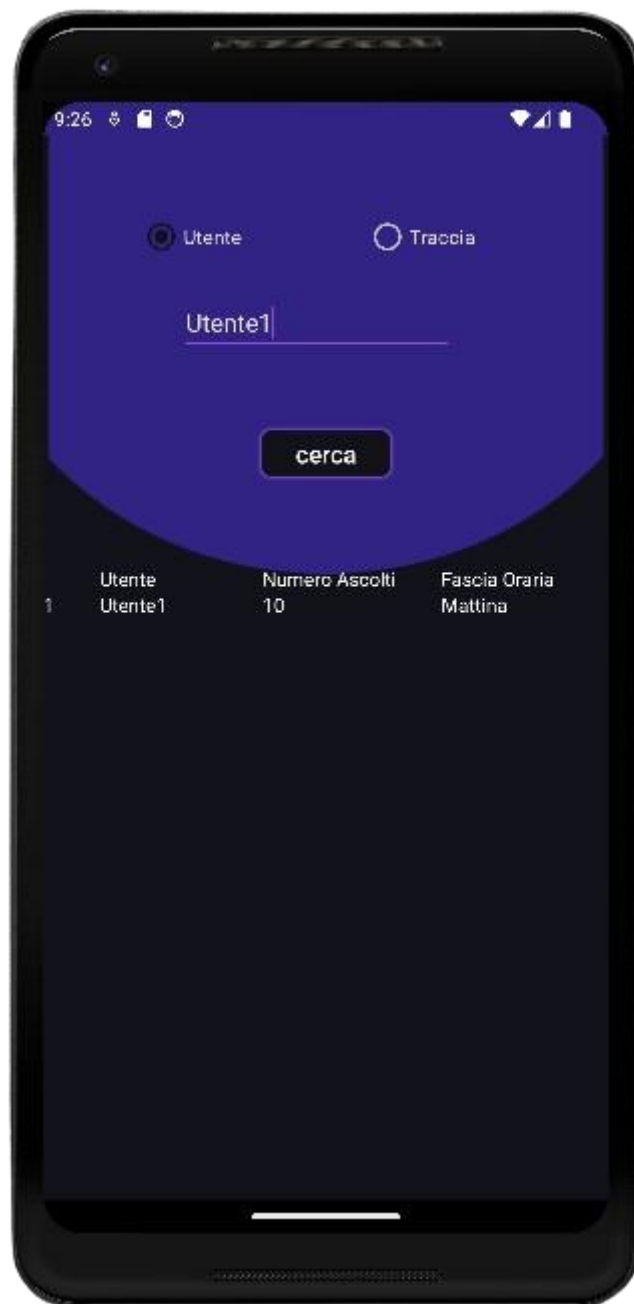 9:26
Utente Traccia
Utente1
cerca
Utente Numero Ascolti Fascia Oraria
1 Utente1 10 Mattina